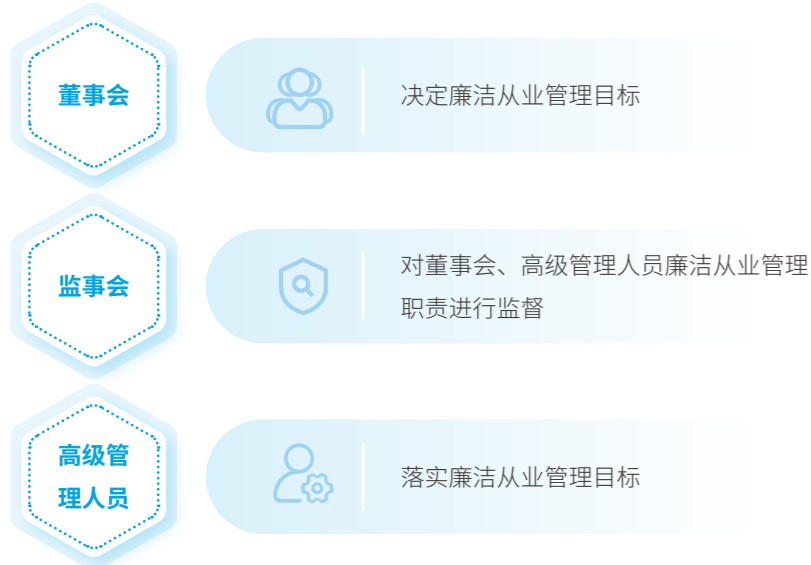 董事会
决定廉洁从业管理目标
监事会
对董事会、高级管理人员廉洁从业管理
职责进行监督
高级管
理人员
落实廉洁从业管理目标